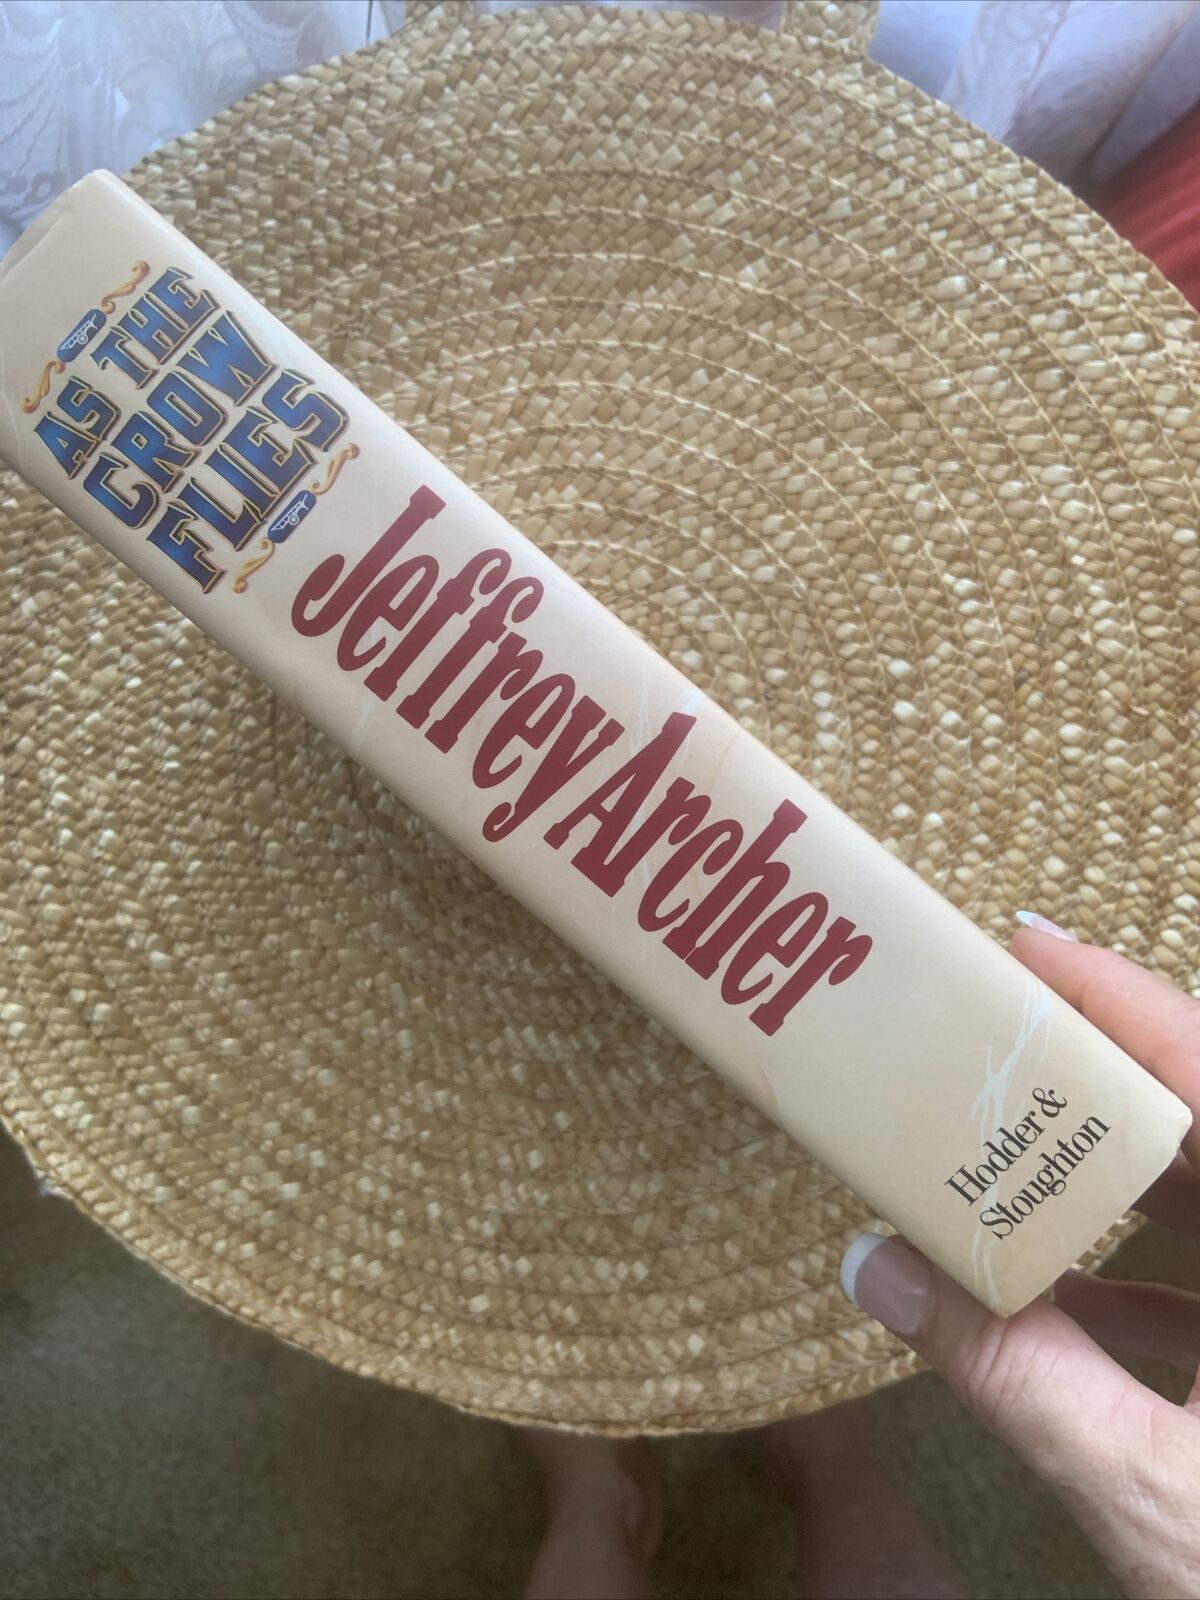 AS THE
CROW
FLIES
Jeffrey Archer
Hodder &
Stoughton